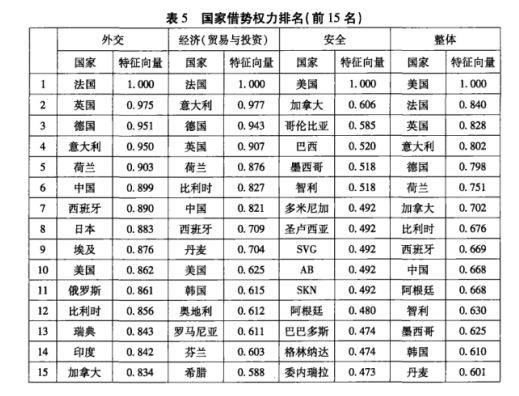 表 5 国家借势权力排名(前 15 名)
外交 经济(贸易与投资) 安全 整体
国家 特征向量 国家 特征向量 国家 特征向量 国家 特征向量
1 法国 1.000 法国 1.000 美国 1.000 美国 1.000
2 英国 0.975 意大利 0.977 加拿大 0.606 法国 0.840
3 德国 0.951 德国 0.943 哥伦比亚 0.585 英国 0.828
4 意大利 0.950 英国 0.907 巴西 0.520 意大利 0.802
5 荷兰 0.903 荷兰 0.876 墨西哥 0.518 德国 0.798
6 中国 0.899 比利时 0.827 智利 0.518 荷兰 0.751
7 西班牙 0.890 中国 0.821 多米尼加 0.492 加拿大 0.702
8 日本 0.883 西班牙 0.709 圣卢西亚 0.492 比利时 0.676
9 埃及 0.876 丹麦 0.704 SVG 0.492 西班牙 0.669
10 美国 0.862 美国 0.625 AB 0.492 中国 0.668
11 俄罗斯 0.861 韩国 0.615 SKN 0.492 阿根廷 0.668
12 比利时 0.856 奥地利 0.612 阿根廷 0.480 智利 0.630
13 瑞典 0.843 罗马尼亚 0.611 巴巴多斯 0.474 墨西哥 0.625
14 印度 0.842 芬兰 0.603 格林纳达 0.474 韩国 0.610
15 加拿大 0.834 希腊 0.588 委内瑞拉 0.473 丹麦 0.601